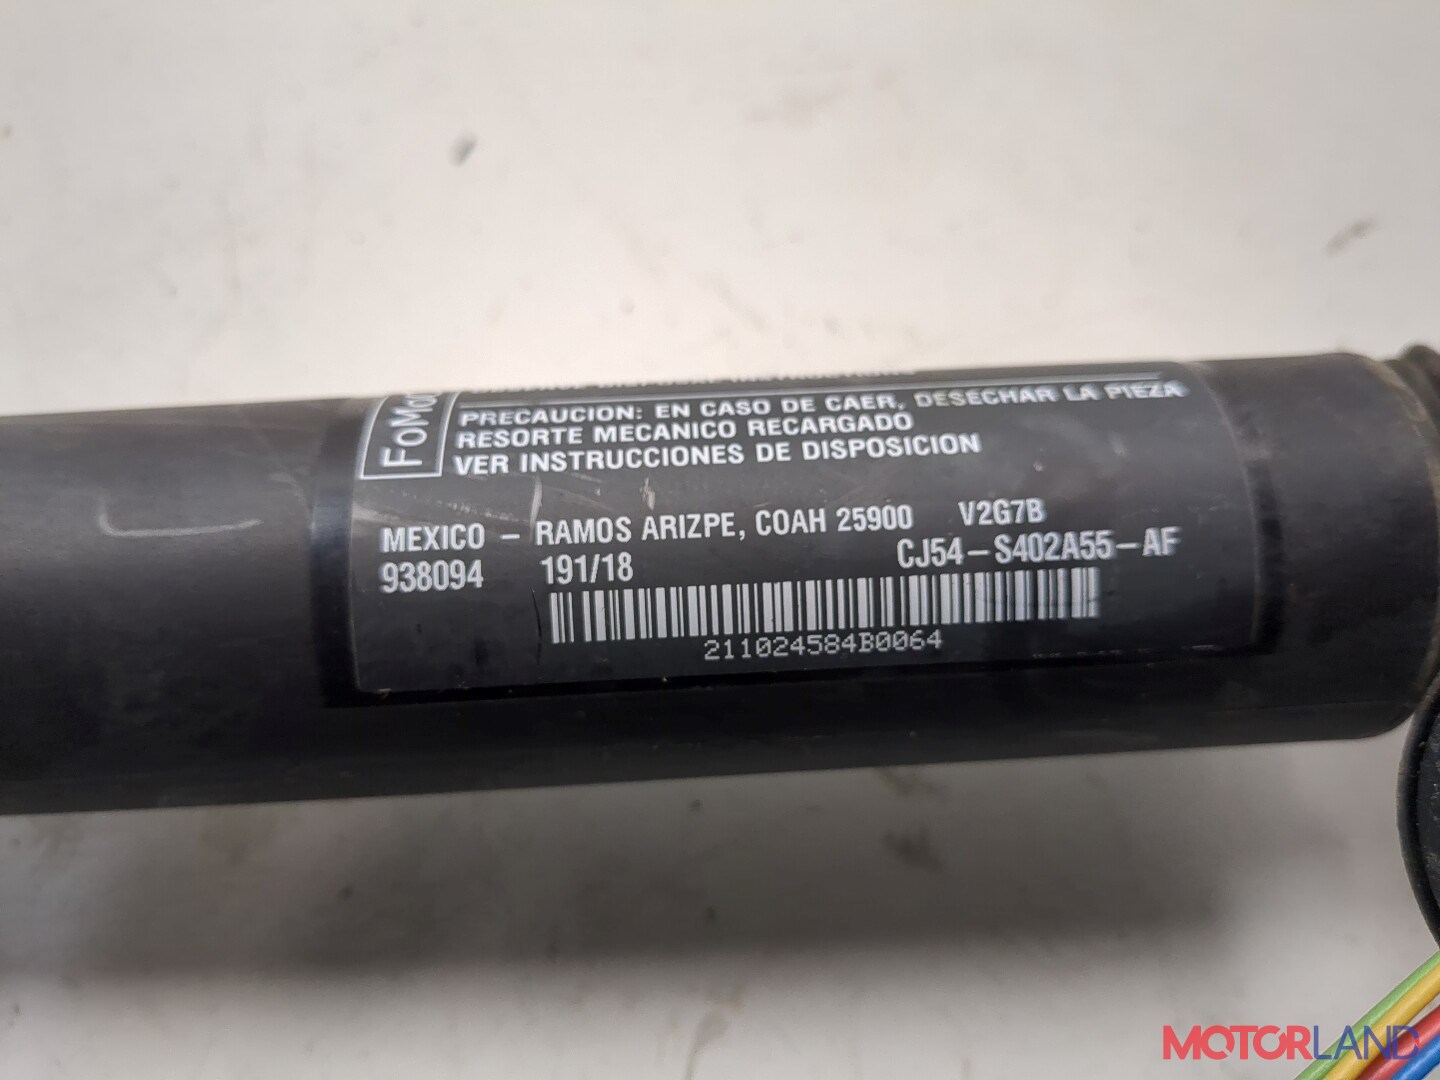 FoMo
PRECAUCION: EN CASO DE CAER, DESECHAR LA PIEZA
RESORTE MECANICO RECARGADO
VER INSTRUCCIONES DE DISPOSICION
MEXICO - RAMOS ARIZPE, COAH 25900 V2G7B
938094 191/18 CJ54-S402A55-AF
211024584B0064
MOTORLAND